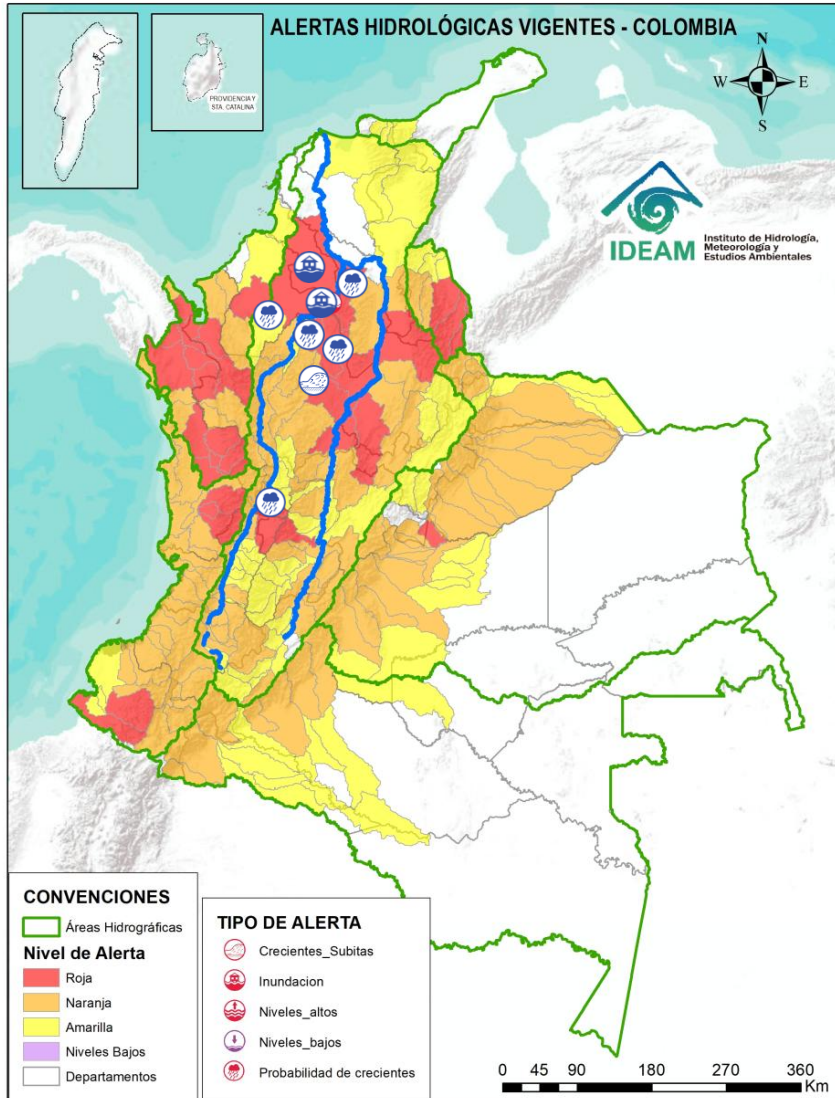 ALERTAS HIDROLÓGICAS VIGENTES - COLOMBIA
PROVIDENCIA Y
STA. CATALINA
N
W
E
S
IDEAM
Instituto de Hidrología,
Meteorología y
Estudios Ambientales
CONVENCIONES
Áreas Hidrográficas
Nivel de Alerta
Roja
Naranja
Amarilla
Niveles Bajos
Departamentos
TIPO DE ALERTA
Crecientes_Subitas
Inundacion
Niveles_altos
Niveles_bajos
Probabilidad de crecientes
0 45 90 180 270 360
Km